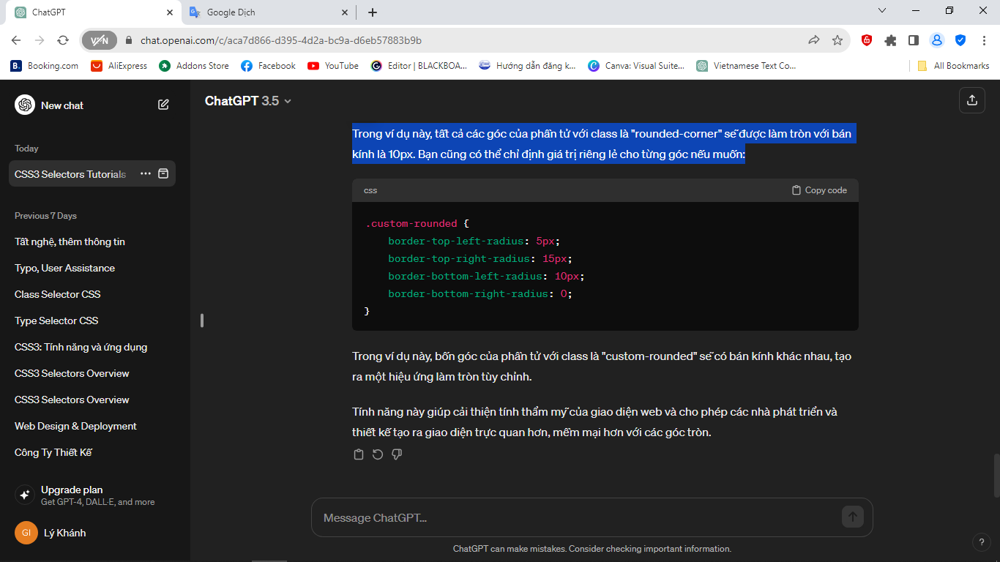 ChatGPT
Google Dịch
VPN
chat.openai.com/c/aca7d866-d395-4d2a-bc9a-d6eb57883b9b
Booking.com
AliExpress
Addons Store
Facebook
YouTube
Editor | BLACKBOA...
Hướng dẫn đăng k...
Canva: Visual Suite...
Vietnamese Text Co...
All Bookmarks
New chat
Today
CSS3 Selectors Tutorials
Previous 7 Days
Tất nghệ, thêm thông tin
Typo, User Assistance
Class Selector CSS
Type Selector CSS
CSS3: Tính năng và ứng dụng
CSS3 Selectors Overview
CSS3 Selectors Overview
Web Design & Deployment
Công Ty Thiết Kế
Upgrade plan
Get GPT-4, DALL·E, and more
GI
Lý Khánh
ChatGPT 3.5
Trong ví dụ này, tất cả các góc của phần tử với class là "rounded-corner" sẽ được làm tròn với bán
kính là 10px. Bạn cũng có thể chỉ định giá trị riêng lẻ cho từng góc nếu muốn:
css
Copy code
.custom-rounded {
border-top-left-radius: 5px;
border-top-right-radius: 15px;
border-bottom-left-radius: 10px;
border-bottom-right-radius: 0;
}
Trong ví dụ này, bốn góc của phần tử với class là "custom-rounded" sẽ có bán kính khác nhau, tạo
ra một hiệu ứng làm tròn tùy chỉnh.
Tính năng này giúp cải thiện tính thẩm mỹ của giao diện web và cho phép các nhà phát triển và
thiết kế tạo ra giao diện trực quan hơn, mềm mại hơn với các góc tròn.
Message ChatGPT...
ChatGPT can make mistakes. Consider checking important information.
?